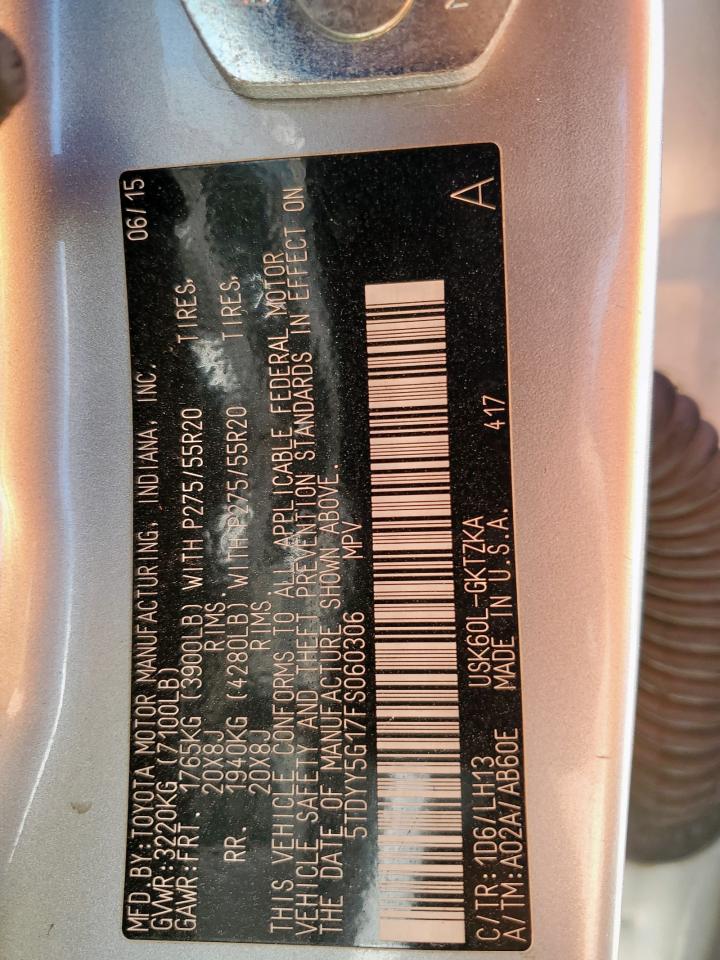 MFD. BY: TOYOTA MOTOR MANUFACTURING, INDIANA, INC. 06/15
GVWR: 3220KG (7100LB)
GAWR: FRT. 1765KG (3900LB) WITH P275/55R20 TIRES,
20X8J RIMS.
RR. 1940KG (4280LB) WITH P275/55R20 TIRES,
20X8J RIMS.
THIS VEHICLE CONFORMS TO ALL APPLICABLE FEDERAL MOTOR
VEHICLE SAFETY AND THEFT PREVENTION STANDARDS IN EFFECT ON
THE DATE OF MANUFACTURE SHOWN ABOVE.
5TDYY5G17FS060306 MPV
C/TR: 1D6/LH13 USK60L-GKTZKA
A/TM: A02A/AB60E MADE IN U.S.A. 417
A